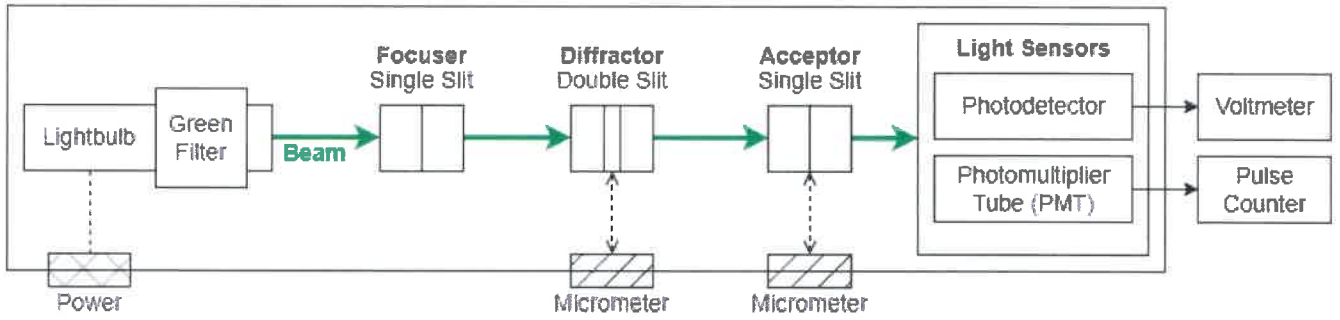 Focuser
Single Slit
Diffractor
Double Slit
Acceptor
Single Slit
Light Sensors
Lightbulb
Green
Filter
Beam
Photodetector
Voltmeter
Photomultiplier
Tube (PMT)
Pulse
Counter
Power
Micrometer
Micrometer